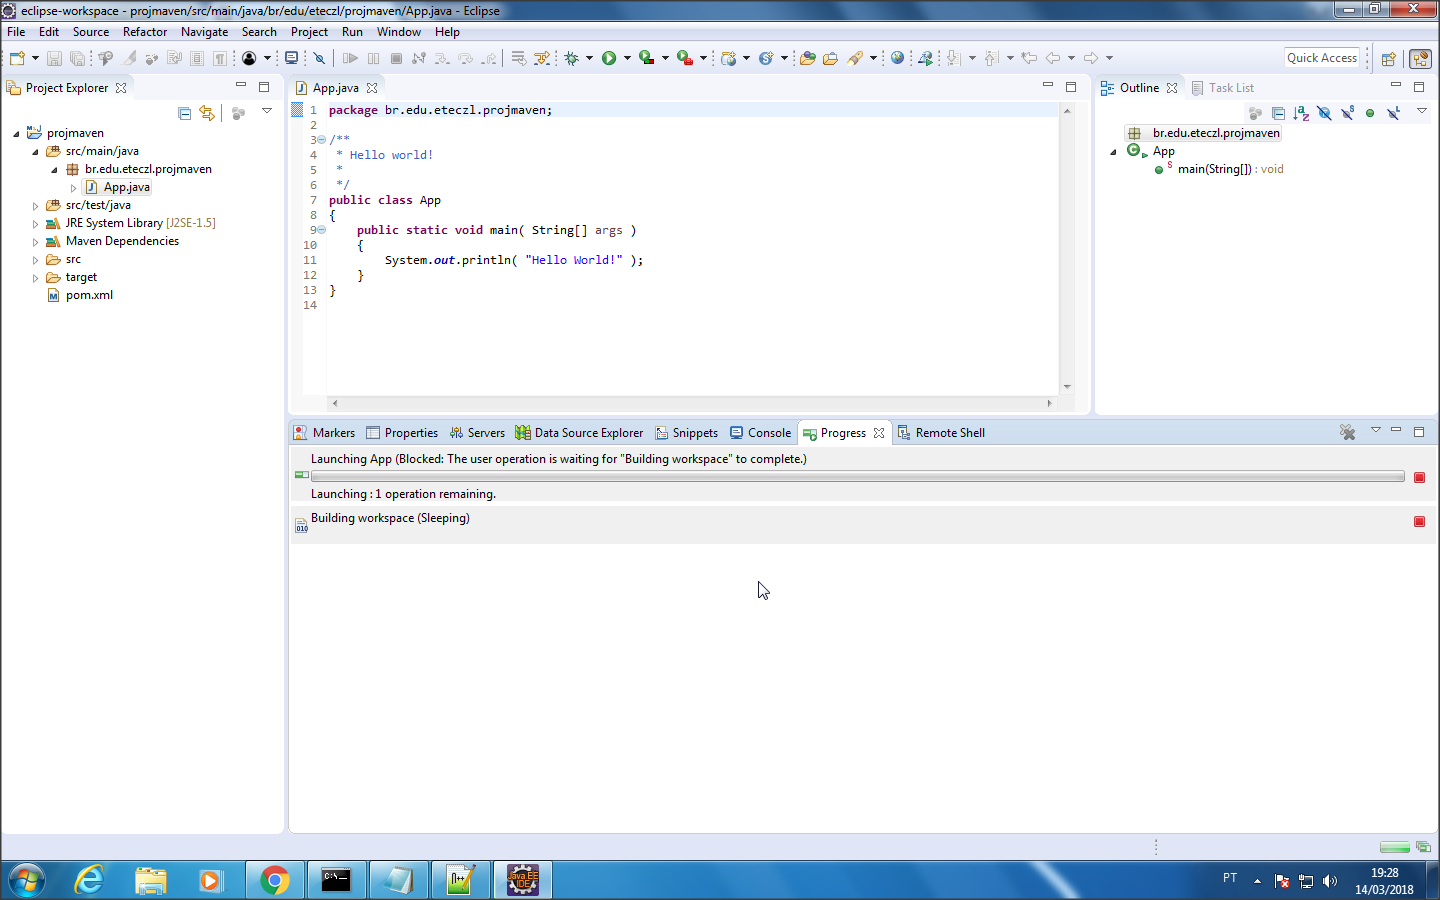 eclipse-workspace - projmaven/src/main/java/br/edu/eteczl/projmaven/App.java - Eclipse
File Edit Source Refactor Navigate Search Project Run Window Help
Quick Access
Project Explorer
projmaven
src/main/java
br.edu.eteczl.projmaven
App.java
src/test/java
JRE System Library [J2SE-1.5]
Maven Dependencies
src
target
pom.xml
App.java
1 package br.edu.eteczl.projmaven;
2
3 /**
4 * Hello world!
5 *
6 */
7 public class App
8 {
9 public static void main( String[] args )
10 {
11 System.out.println( "Hello World!" );
12 }
13 }
14
Outline Task List
br.edu.eteczl.projmaven
App
main(String[]) : void
Markers Properties Servers Data Source Explorer Snippets Console Progress Remote Shell
Launching App (Blocked: The user operation is waiting for "Building workspace" to complete.)
Launching : 1 operation remaining.
Building workspace (Sleeping)
Java EE
IDE
PT
19:28
14/03/2018